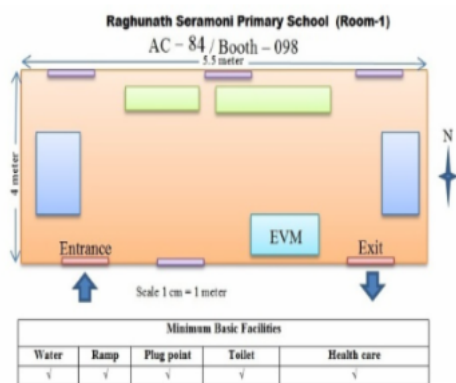 Raghunath Seramoni Primary School (Room-1)
AC - 84 / Booth - 098
5.5 meter
4 meter
N
EVM
Entrance
Exit
Scale 1 cm = 1 meter
Minimum Basic Facilities
Water Ramp Plug point Toilet Health care
√ √ √ √ √